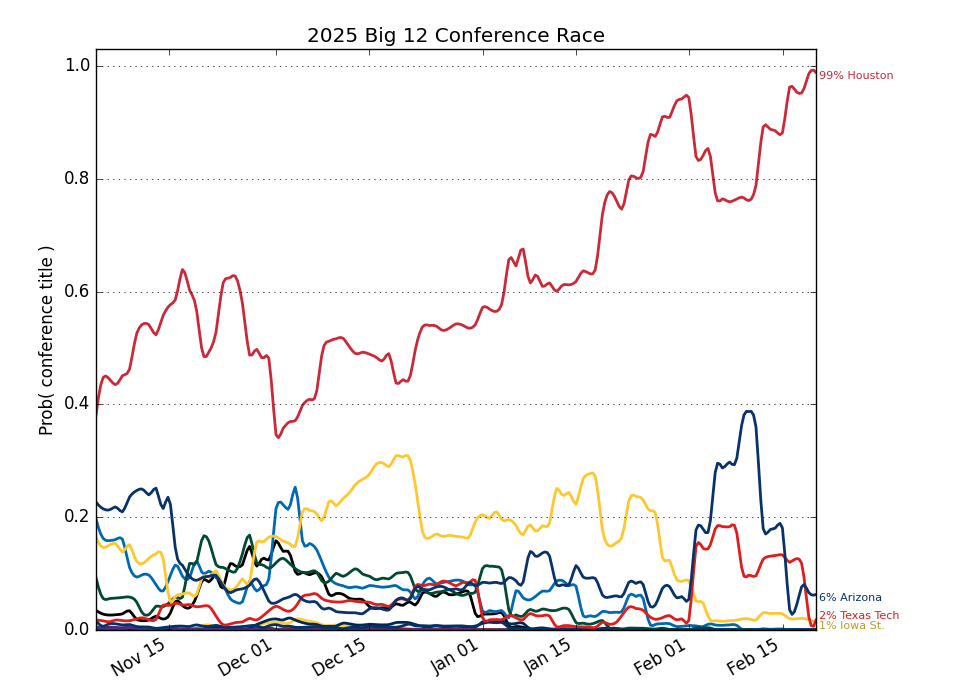 2025 Big 12 Conference Race
Prob( conference title )
1.0
0.8
0.6
0.4
0.2
0.0
Nov 15
Dec 01
Dec 15
Jan 01
Jan 15
Feb 01
Feb 15
99% Houston
6% Arizona
2% Texas Tech
1% Iowa St.